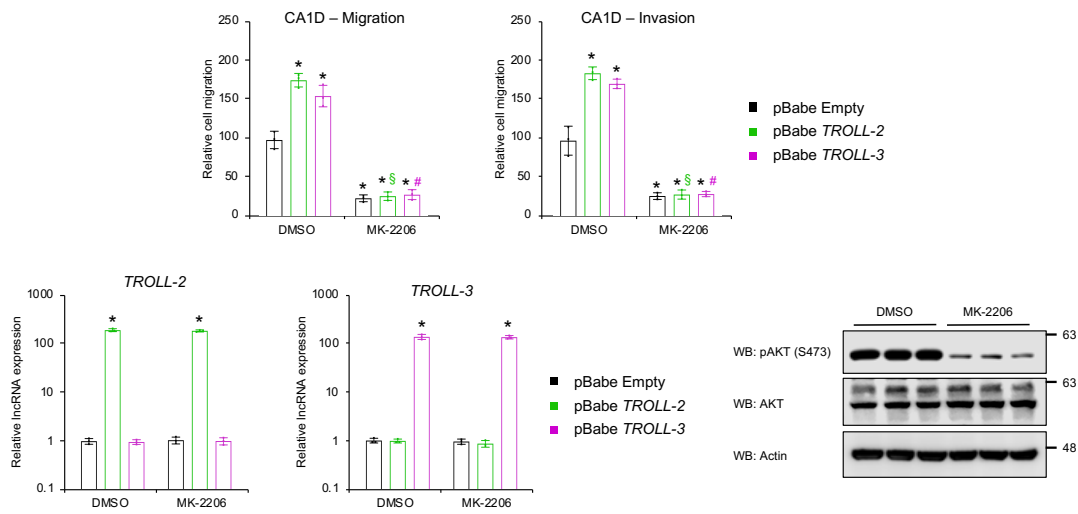 CA1D – Migration
Relative cell migration
250
200
150
100
50
0
* *
* * § * #
DMSO MK-2206
CA1D – Invasion
Relative cell migration
250
200
150
100
50
0
* *
* * § * #
DMSO MK-2206
pBabe Empty
pBabe TROLL-2
pBabe TROLL-3
TROLL-2
Relative lncRNA expression
1000
100
10
1
0.1
* *
DMSO MK-2206
TROLL-3
Relative lncRNA expression
1000
100
10
1
0.1
* *
DMSO MK-2206
pBabe Empty
pBabe TROLL-2
pBabe TROLL-3
DMSO MK-2206
WB: pAKT (S473)
63
WB: AKT
63
WB: Actin
48